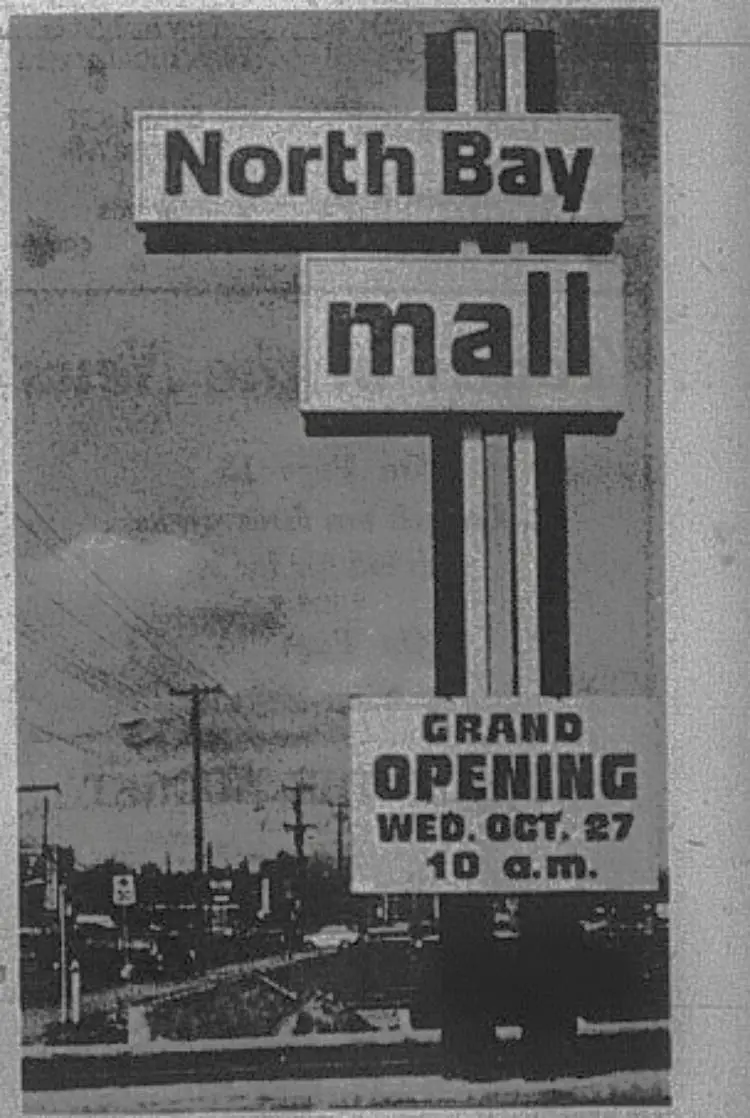 North Bay
mall
GRAND
OPENING
WED. OCT. 27
10 a.m.